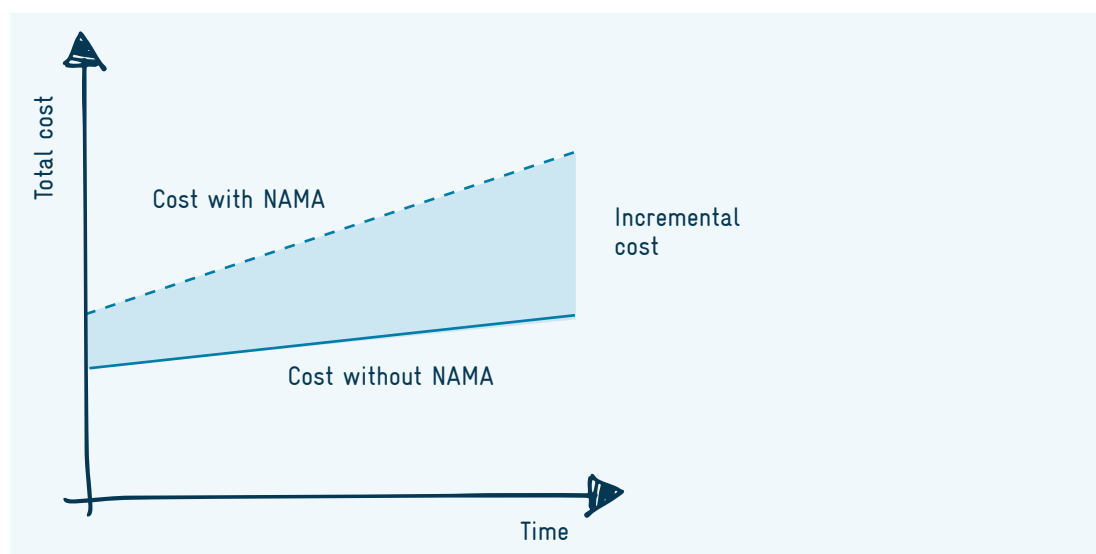 Total cost
Cost with NAMA
Incremental
cost
Cost without NAMA
Time